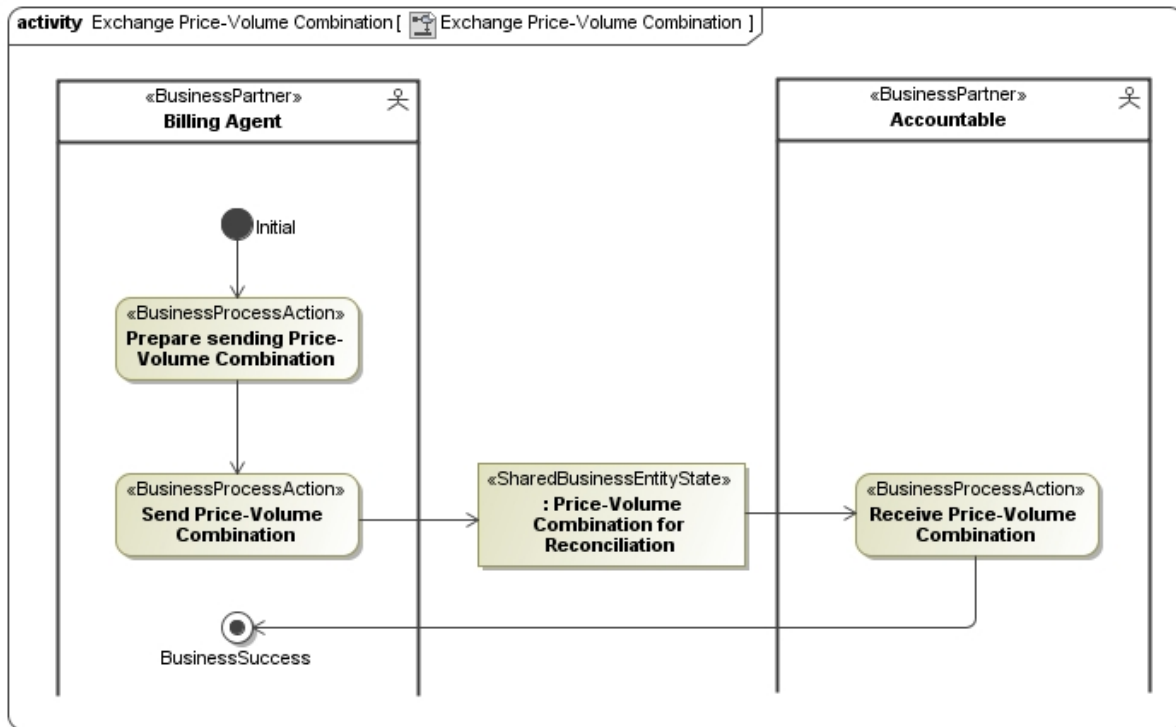 activity Exchange Price-Volume Combination [ Exchange Price-Volume Combination ]
«BusinessPartner»
Billing Agent
«BusinessPartner»
Accountable
Initial
«BusinessProcessAction»
Prepare sending Price-
Volume Combination
«BusinessProcessAction»
Send Price-Volume
Combination
«SharedBusinessEntityState»
: Price-Volume
Combination for
Reconciliation
«BusinessProcessAction»
Receive Price-Volume
Combination
BusinessSuccess